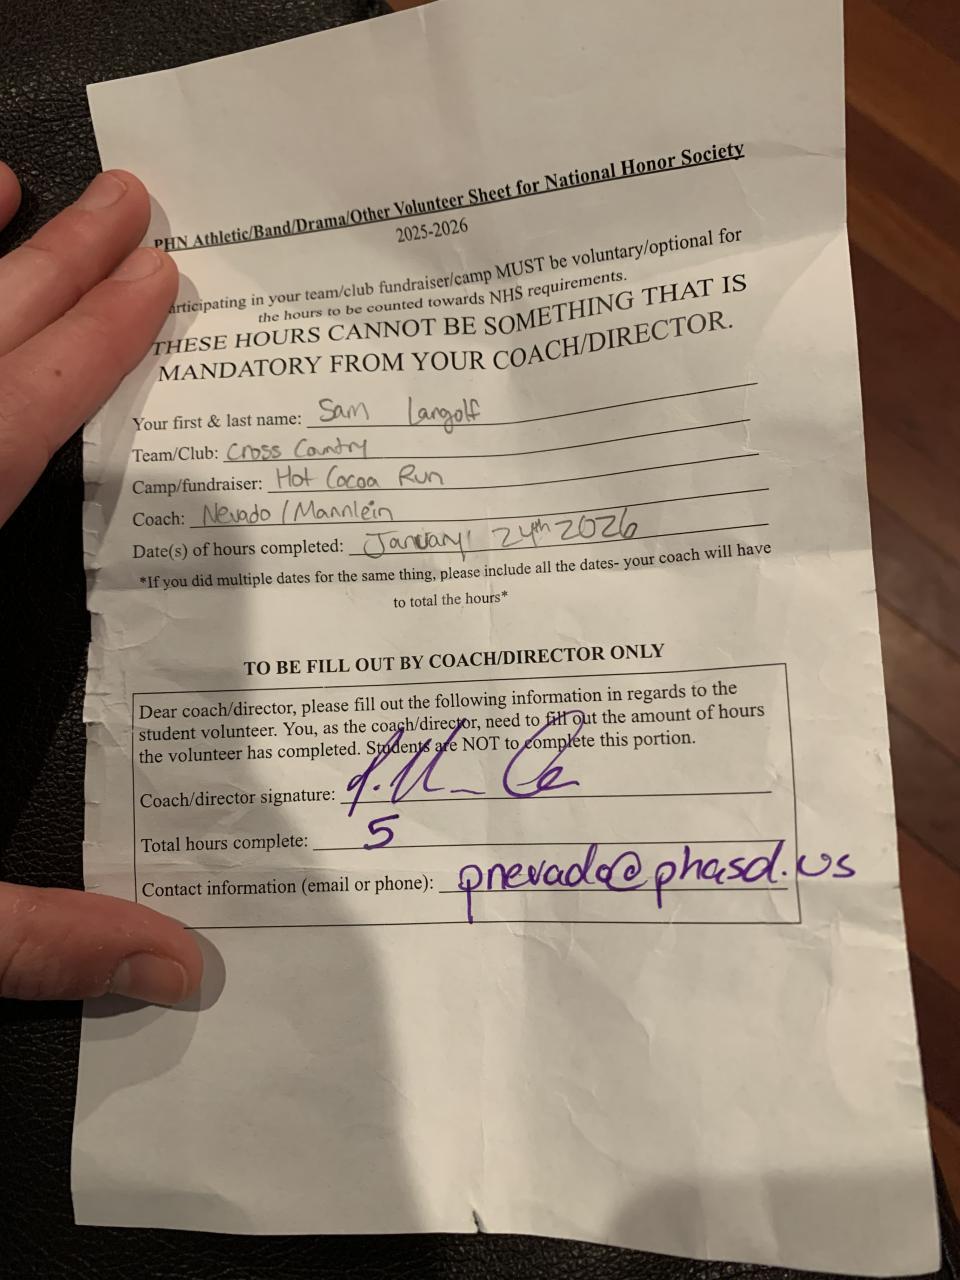 PHN Athletic/Band/Drama/Other Volunteer Sheet for National Honor Society
2025-2026
articipating in your team/club fundraiser/camp MUST be voluntary/optional for
the hours to be counted towards NHS requirements.
THESE HOURS CANNOT BE SOMETHING THAT IS
MANDATORY FROM YOUR COACH/DIRECTOR.
Your first & last name: Sam Langolf
Team/Club: Cross Country
Camp/fundraiser: Hot Cocoa Run
Coach: Nevado/Mannlein
Date(s) of hours completed: January 24th 2026
*If you did multiple dates for the same thing, please include all the dates- your coach will have
to total the hours*
TO BE FILL OUT BY COACH/DIRECTOR ONLY
Dear coach/director, please fill out the following information in regards to the
student volunteer. You, as the coach/director, need to fill out the amount of hours
the volunteer has completed. Students are NOT to complete this portion.
Coach/director signature:
Total hours complete: 5
Contact information (email or phone): pnevado@phasd.us